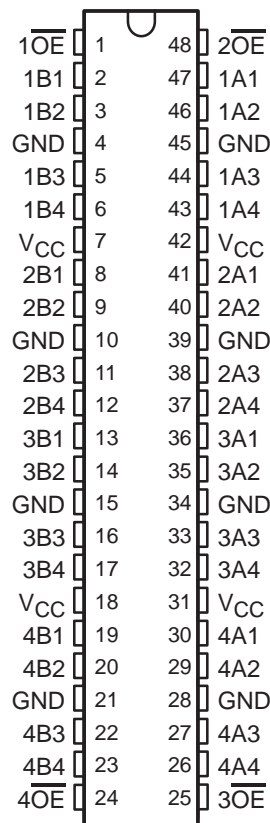 1O̅E̅ 1 48 2O̅E̅
1B1 2 47 1A1
1B2 3 46 1A2
GND 4 45 GND
1B3 5 44 1A3
1B4 6 43 1A4
VCC 7 42 VCC
2B1 8 41 2A1
2B2 9 40 2A2
GND 10 39 GND
2B3 11 38 2A3
2B4 12 37 2A4
3B1 13 36 3A1
3B2 14 35 3A2
GND 15 34 GND
3B3 16 33 3A3
3B4 17 32 3A4
VCC 18 31 VCC
4B1 19 30 4A1
4B2 20 29 4A2
GND 21 28 GND
4B3 22 27 4A3
4B4 23 26 4A4
4O̅E̅ 24 25 3O̅E̅